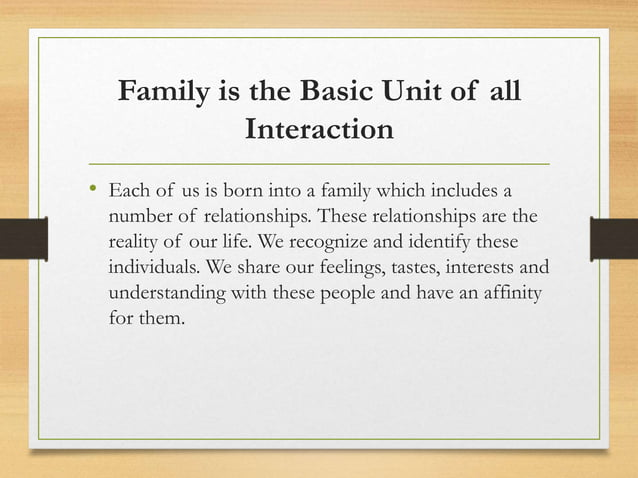 Family is the Basic Unit of all
Interaction
• Each of us is born into a family which includes a
number of relationships. These relationships are the
reality of our life. We recognize and identify these
individuals. We share our feelings, tastes, interests and
understanding with these people and have an affinity
for them.